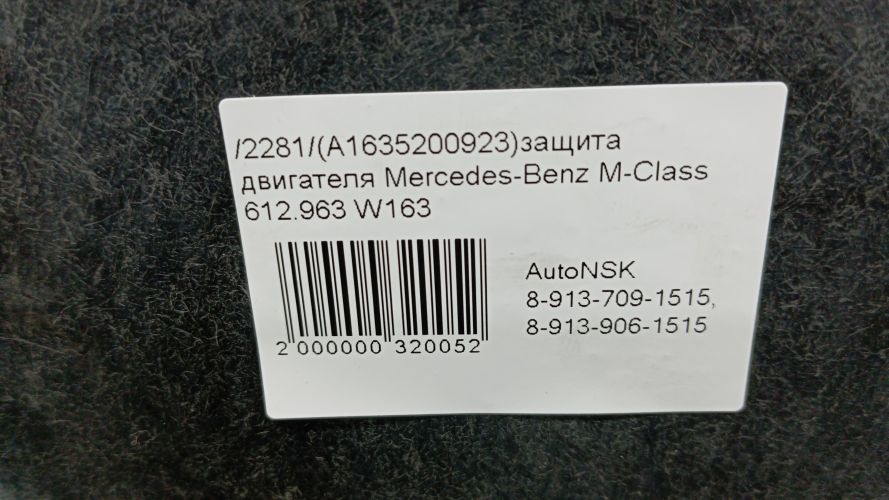 /2281/(A1635200923)защита
двигателя Mercedes-Benz M-Class
612.963 W163
AutoNSK
8-913-709-1515,
8-913-906-1515
2 000000 320052